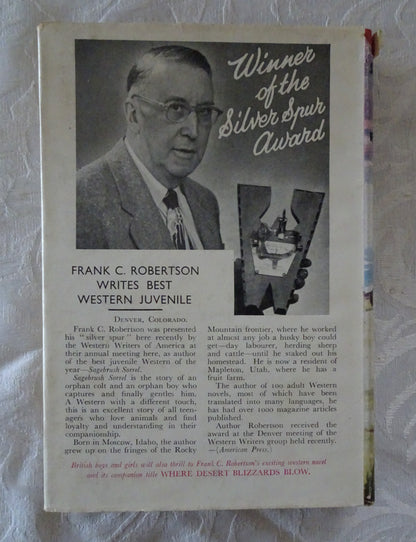 Winner
of the
Silver Spur
Award
FRANK C. ROBERTSON
WRITES BEST
WESTERN JUVENILE
DENVER, COLORADO.
Frank C. Robertson was presented
his "silver spur" here recently by
the Western Writers of America at
their annual meeting here, as author
of the best juvenile Western of the
year—Sagebrush Sorrel.
Sagebrush Sorrel is the story of an
orphan colt and an orphan boy who
captures and finally gentles him.
A Western with a different touch,
this is an excellent story of all teen-
agers who love animals and find
loyalty and understanding in their
companionship.
Born in Moscow, Idaho, the author
grew up on the fringes of the Rocky
Mountain frontier, where he worked
at almost any job a husky boy could
get—day labourer, herding sheep
and cattle—until he staked out his
homestead. He is now a resident of
Mapleton, Utah, where he has a
fruit farm.
The author of 100 adult Western
novels, most of which have been
translated into many languages, he
has had over 1000 magazine articles
published.
Author Robertson received the
award at the Denver meeting of the
Western Writers group held recently.
—(American Press.)
British boys and girls will also thrill to Frank C. Robertson's exciting western novel
and its companion title WHERE DESERT BLIZZARDS BLOW.